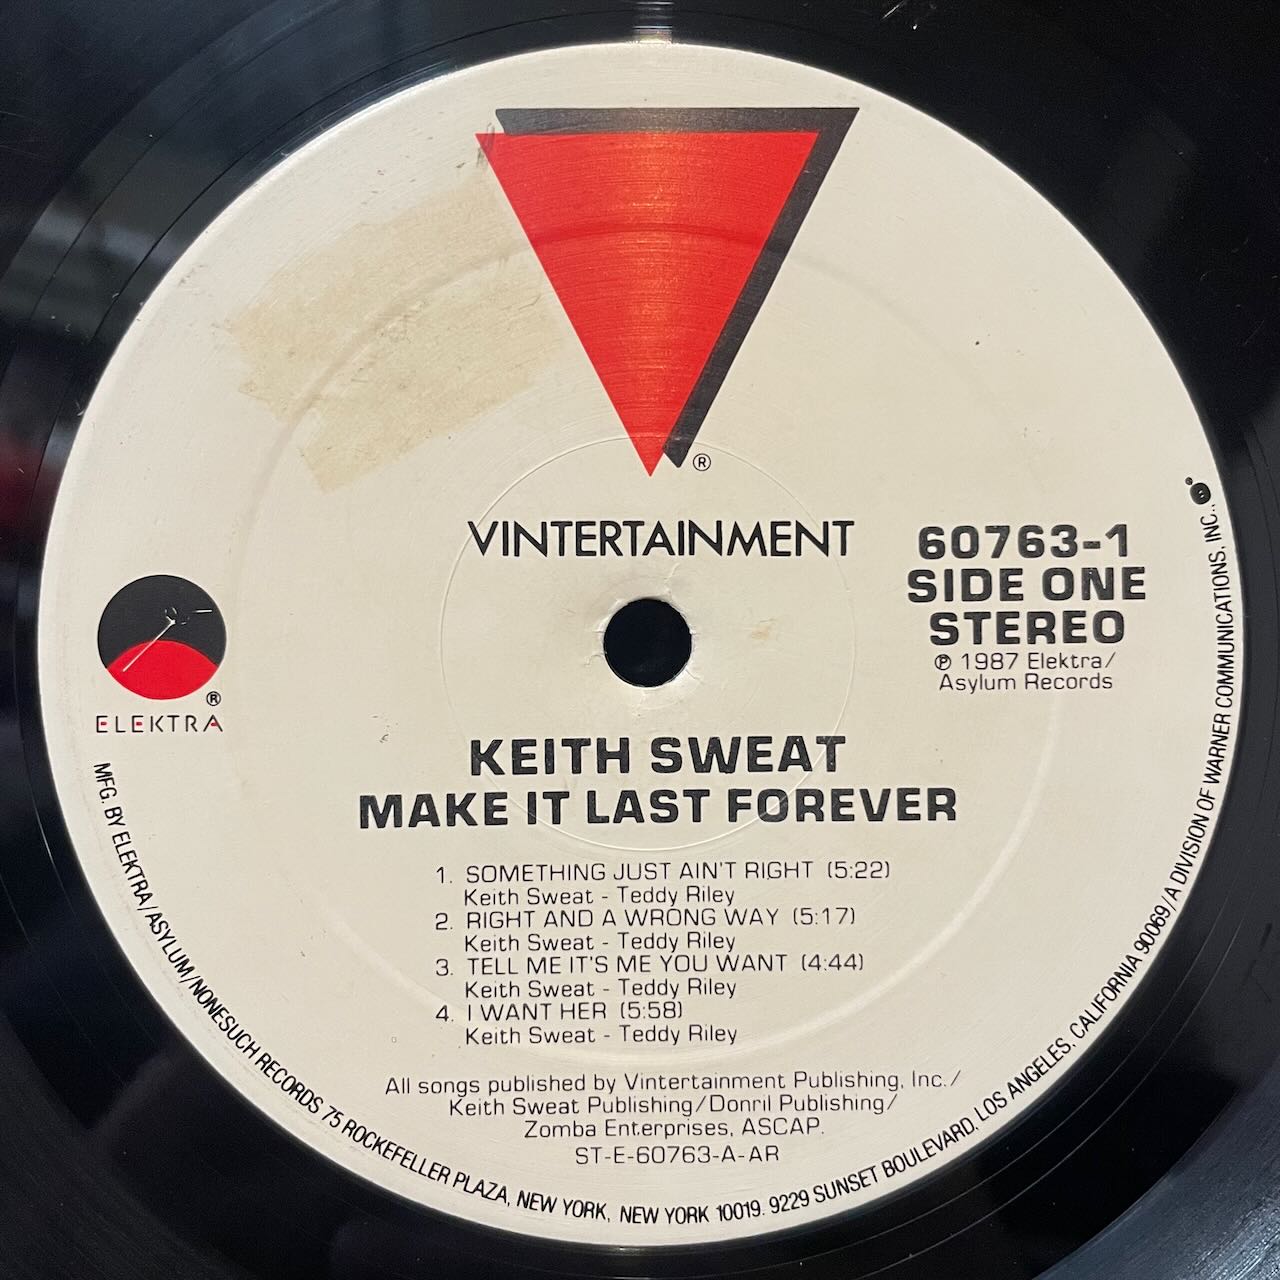 ®
VINTERTAINMENT
60763-1
SIDE ONE
STEREO
℗ 1987 Elektra/
Asylum Records
®
ELEKTRA
KEITH SWEAT
MAKE IT LAST FOREVER
1. SOMETHING JUST AIN'T RIGHT (5:22)
Keith Sweat - Teddy Riley
2. RIGHT AND A WRONG WAY (5:17)
Keith Sweat - Teddy Riley
3. TELL ME IT'S ME YOU WANT (4:44)
Keith Sweat - Teddy Riley
4. I WANT HER (5:58)
Keith Sweat - Teddy Riley
All songs published by Vintertainment Publishing, Inc./
Keith Sweat Publishing/Donril Publishing/
Zomba Enterprises, ASCAP.
ST-E-60763-A-AR
MFG. BY ELEKTRA/ASYLUM/NONESUCH RECORDS 75 ROCKEFELLER PLAZA, NEW YORK, NEW YORK 10019. 9229 SUNSET BOULEVARD, LOS ANGELES, CALIFORNIA 90069/A DIVISION OF WARNER COMMUNICATIONS, INC..